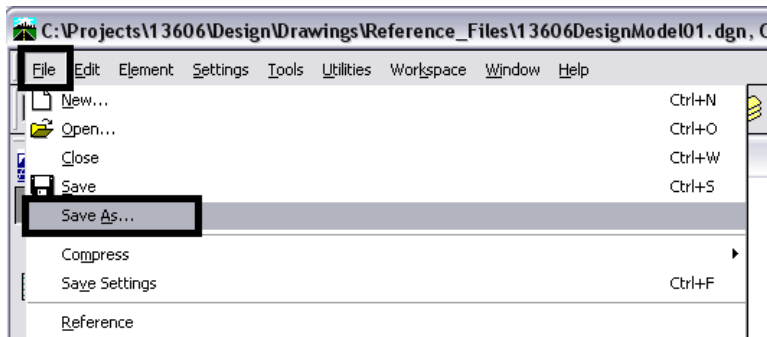 C:\Projects\13606\Design\Drawings\Reference_Files\13606DesignModel01.dgn,
File Edit Element Settings Tools Utilities Workspace Window Help
New... Ctrl+N
Open... Ctrl+O
Close Ctrl+W
Save Ctrl+S
Save As...
Compress
Save Settings Ctrl+F
Reference